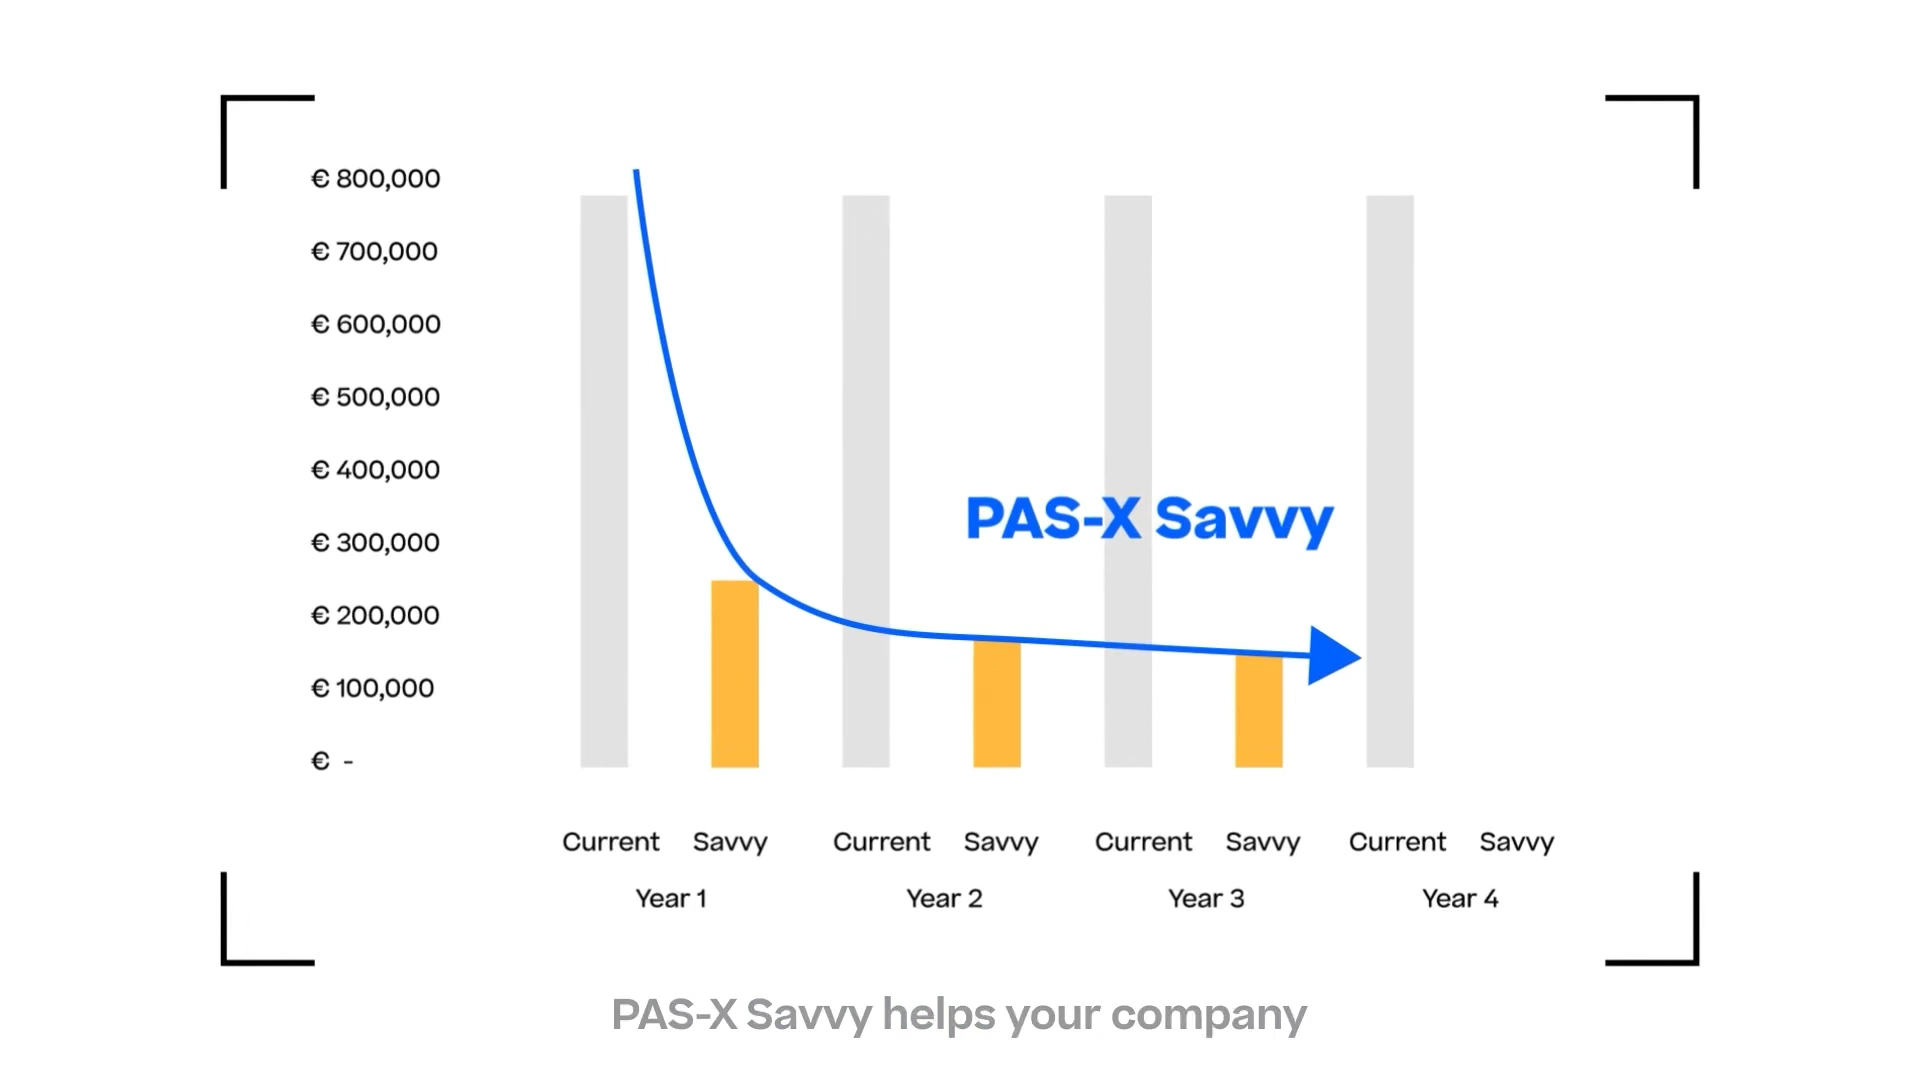 € 800,000
€ 700,000
€ 600,000
€ 500,000
€ 400,000
€ 300,000
€ 200,000
€ 100,000
€ -
PAS-X Savvy
Current Savvy Current Savvy Current Savvy Current Savvy
Year 1 Year 2 Year 3 Year 4
PAS-X Savvy helps your company